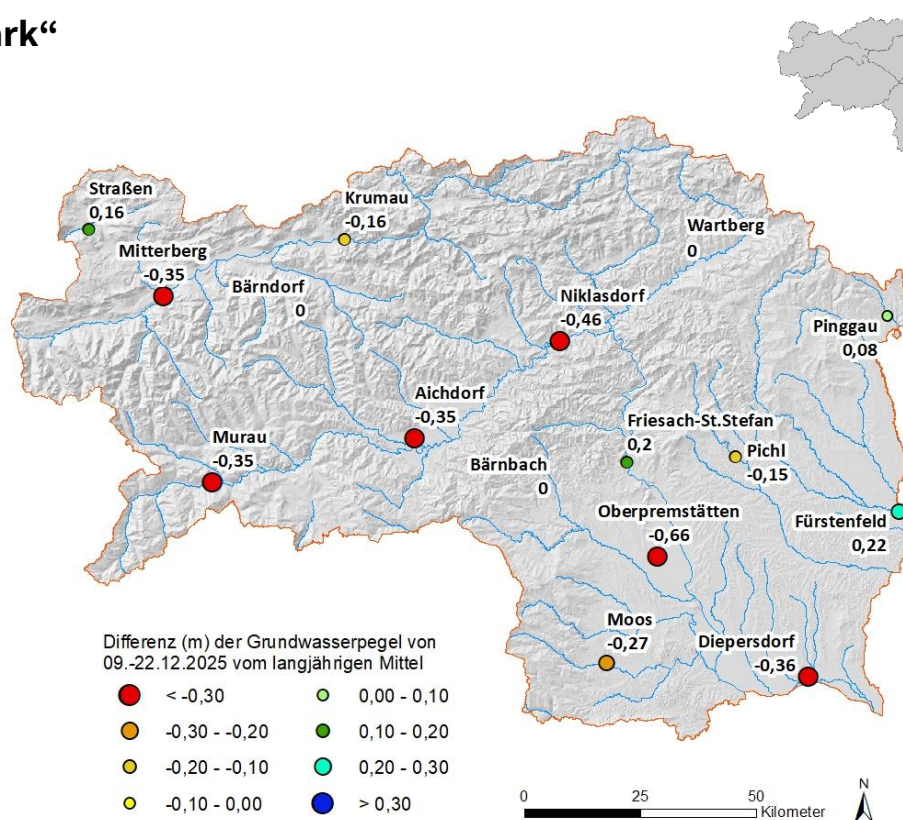 ark“
Straßen
0,16
Krumau
-0,16
Wartberg
0
Mitterberg
-0,35
Bärndorf
0
Niklasdorf
-0,46
Pinggau
0,08
Aichdorf
-0,35
Friesach-St.Stefan
0,2
Murau
-0,35
Pichl
-0,15
Bärnbach
0
Oberpremstätten
-0,66
Fürstenfeld
0,22
Moos
-0,27
Diepersdorf
-0,36
Differenz (m) der Grundwasserpegel von
09.-22.12.2025 vom langjährigen Mittel
< -0,30
-0,30 - -0,20
-0,20 - -0,10
-0,10 - 0,00
0,00 - 0,10
0,10 - 0,20
0,20 - 0,30
> 0,30
0 25 50
Kilometer
N